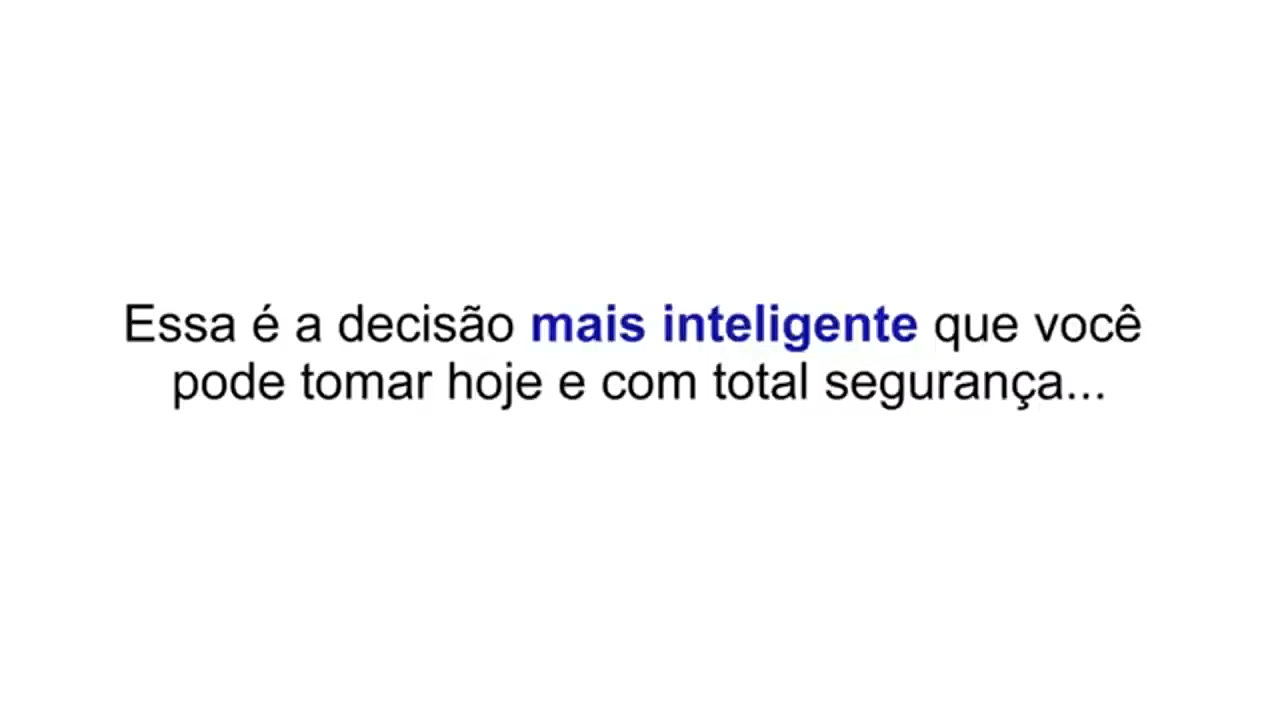 Essa é a decisão mais inteligente que você
pode tomar hoje e com total segurança...